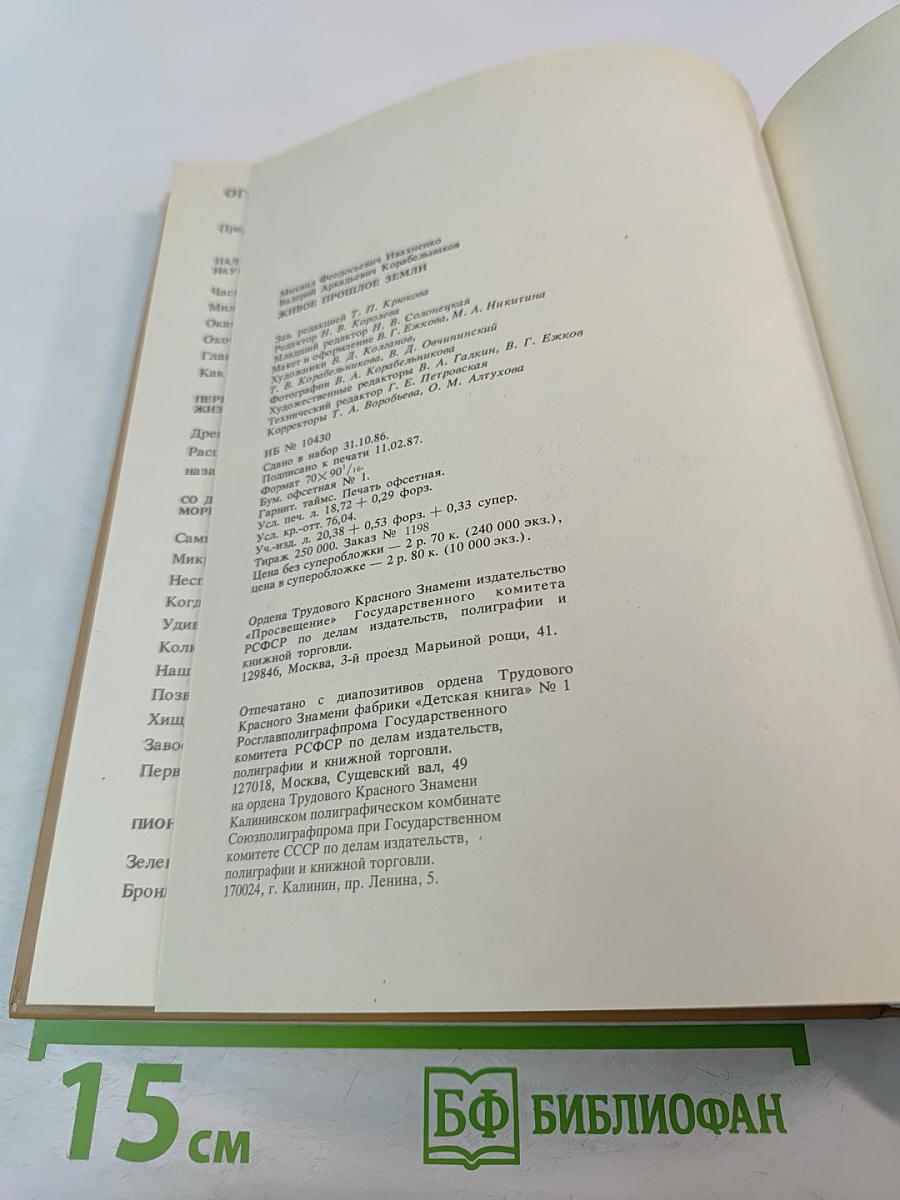 Михаил Феодосьевич Ивахненко
Валерий Аркадьевич Корабельников
ЖИВОЕ ПРОШЛОЕ ЗЕМЛИ
Зав. редакцией Т. П. Крюкова
Редактор Н. В. Королева
Младший редактор Н. В. Солонецкая
Макет и оформление В. Г. Ежкова, М. А. Никитина
Художники В. Д. Колганов,
Т. В. Корабельникова, В. Д. Овчининский
Фотографии В. А. Корабельникова
Художественные редакторы В. А. Галкин, В. Г. Ежков
Технический редактор Г. Е. Петровская
Корректоры Т. А. Воробьева, О. М. Алтухова
ИБ № 10430
Сдано в набор 31.10.86.
Подписано к печати 11.02.87.
Формат 70×90¹/₁₆.
Бум. офсетная № 1.
Гарнит. таймс. Печать офсетная.
Усл. печ. л. 18,72 + 0,29 форз.
Усл. кр.-отт. 76,04.
Уч.-изд. л. 20,38 + 0,53 форз. + 0,33 супер.
Тираж 250 000. Заказ № 1198
Цена без суперобложки — 2 р. 70 к. (240 000 экз.),
цена в суперобложке — 2 р. 80 к. (10 000 экз.).
Ордена Трудового Красного Знамени издательство
«Просвещение» Государственного комитета
РСФСР по делам издательств, полиграфии и
книжной торговли.
129846, Москва, 3-й проезд Марьиной рощи, 41.
Отпечатано с диапозитивов ордена Трудового
Красного Знамени фабрики «Детская книга» № 1
Росглавполиграфпрома Государственного
комитета РСФСР по делам издательств,
полиграфии и книжной торговли.
127018, Москва, Сущевский вал, 49
на ордена Трудового Красного Знамени
Калининском полиграфическом комбинате
Союзполиграфпрома при Государственном
комитете СССР по делам издательств,
полиграфии и книжной торговли.
170024, г. Калинин, пр. Ленина, 5.
15 см
БФ БИБЛИОФАН